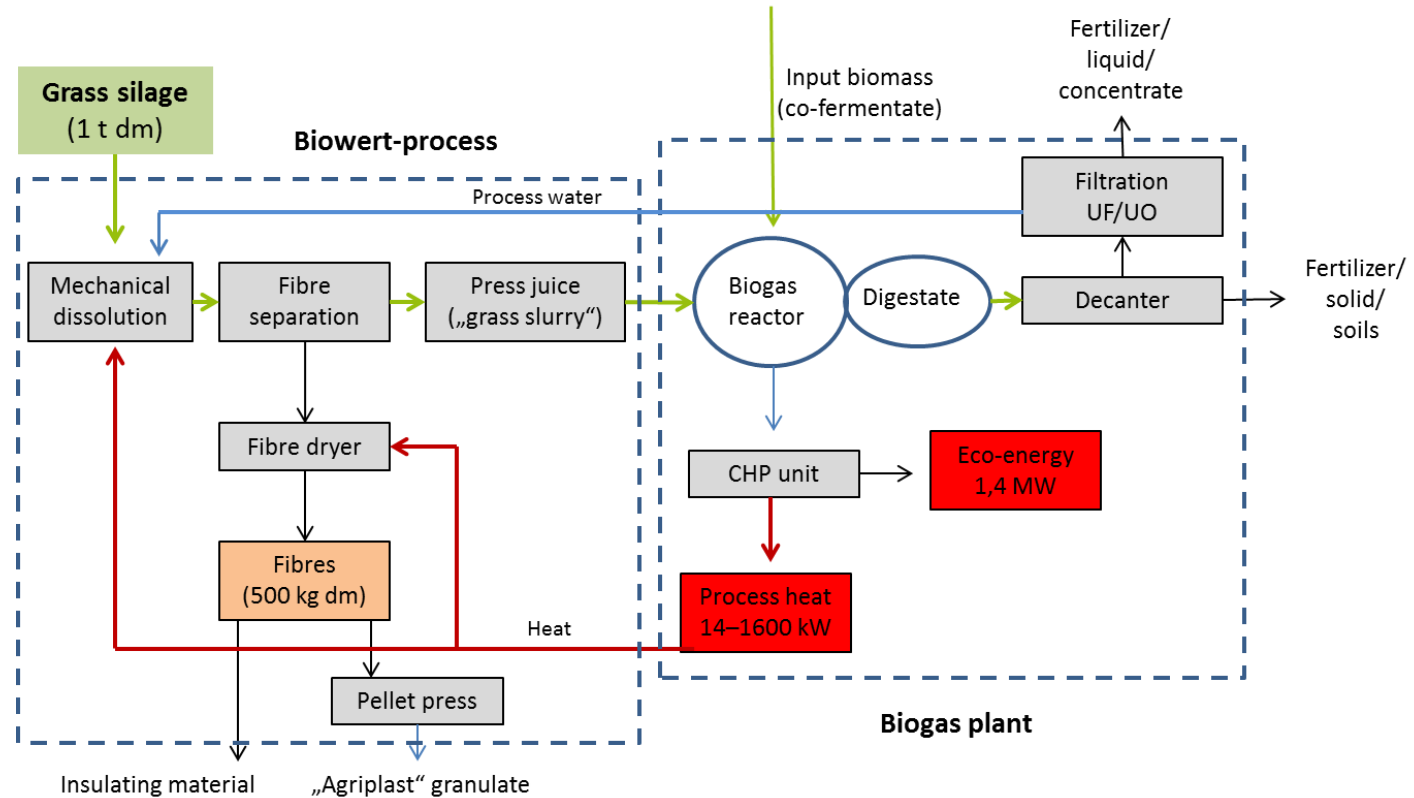 Grass silage
(1 t dm)
Biowert-process
Input biomass
(co-fermentate)
Fertilizer/
liquid/
concentrate
Process water
Filtration
UF/UO
Mechanical
dissolution
Fibre
separation
Press juice
(„grass slurry“)
Biogas
reactor
Digestate
Decanter
Fertilizer/
solid/
soils
Fibre dryer
CHP unit
Eco-energy
1,4 MW
Fibres
(500 kg dm)
Process heat
14–1600 kW
Heat
Pellet press
Biogas plant
Insulating material
„Agriplast“ granulate